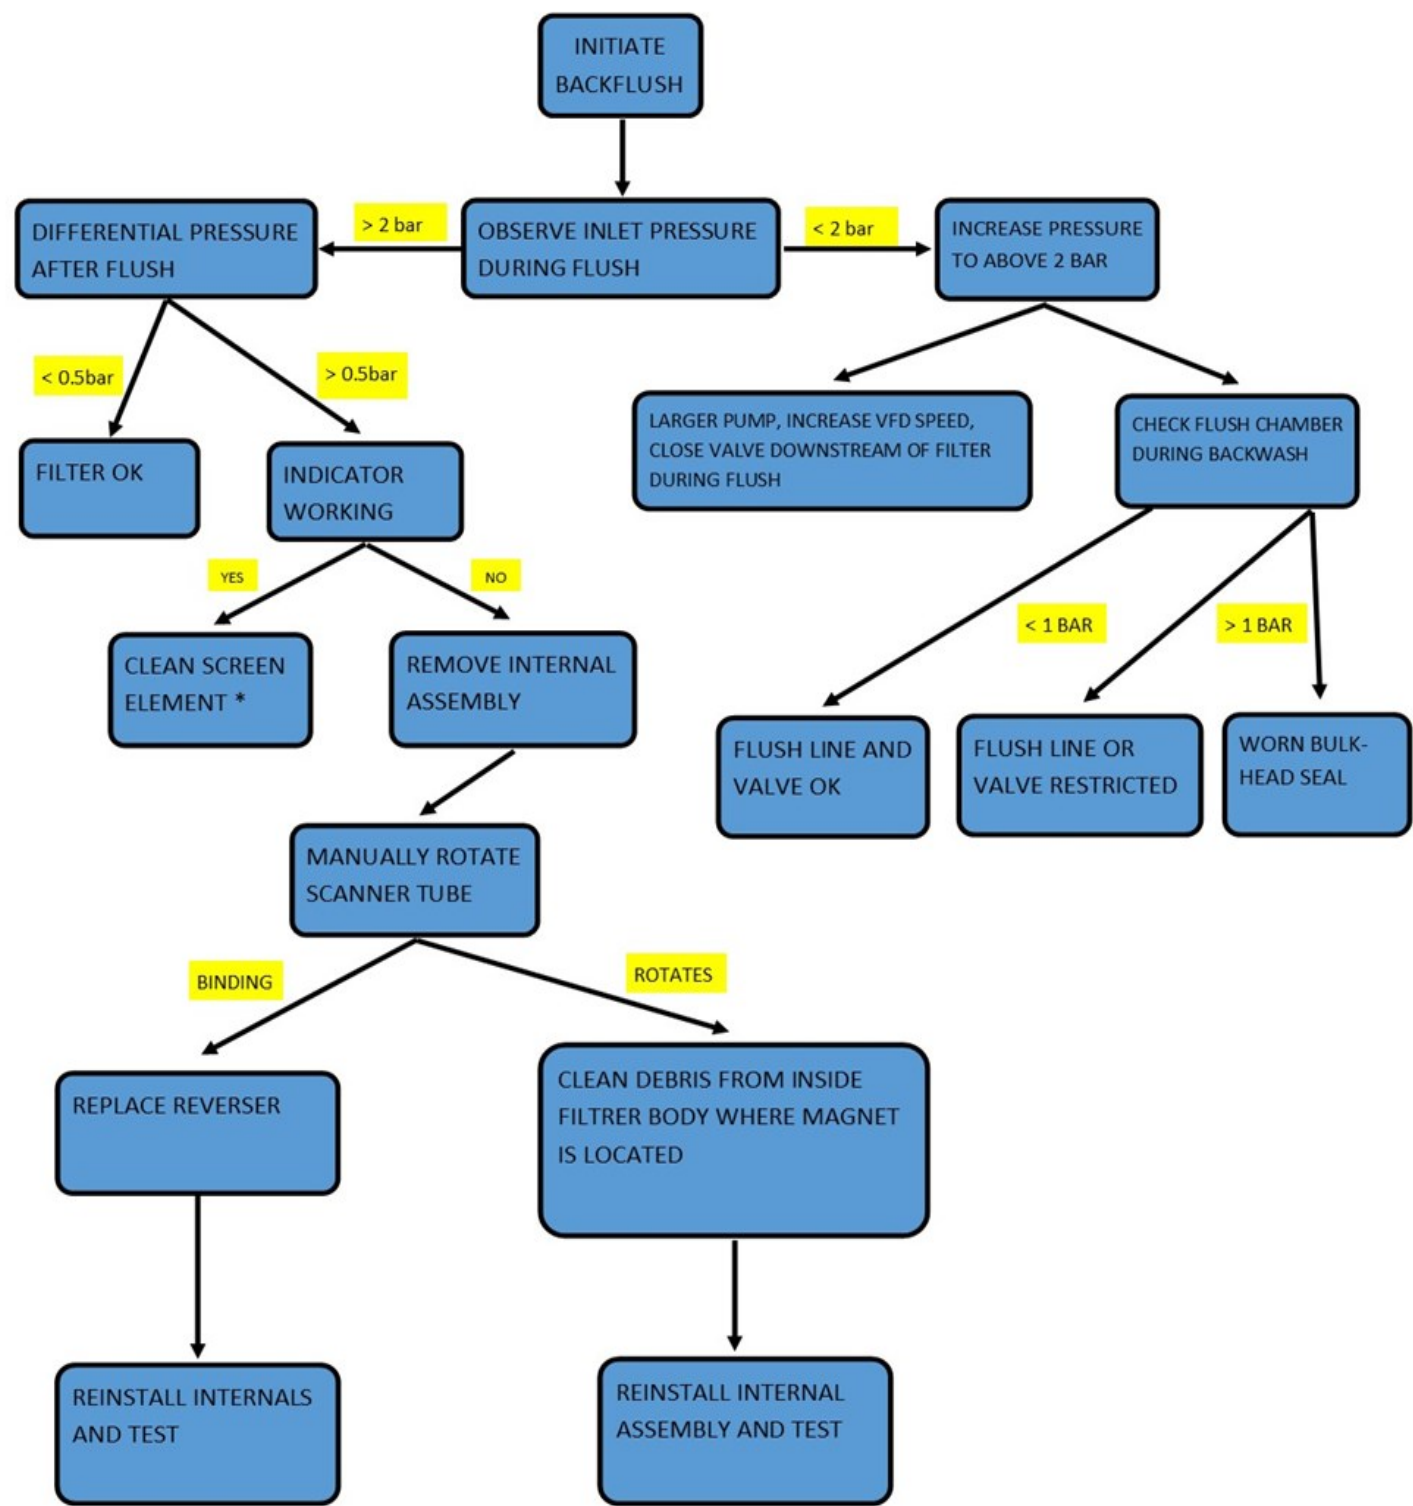 INITIATE
BACKFLUSH
DIFFERENTIAL PRESSURE
AFTER FLUSH
> 2 bar
OBSERVE INLET PRESSURE
DURING FLUSH
< 2 bar
INCREASE PRESSURE
TO ABOVE 2 BAR
< 0.5bar
> 0.5bar
LARGER PUMP, INCREASE VFD SPEED,
CLOSE VALVE DOWNSTREAM OF FILTER
DURING FLUSH
CHECK FLUSH CHAMBER
DURING BACKWASH
FILTER OK
INDICATOR
WORKING
YES
NO
< 1 BAR
> 1 BAR
CLEAN SCREEN
ELEMENT *
REMOVE INTERNAL
ASSEMBLY
FLUSH LINE AND
VALVE OK
FLUSH LINE OR
VALVE RESTRICTED
WORN BULK-
HEAD SEAL
MANUALLY ROTATE
SCANNER TUBE
BINDING
ROTATES
REPLACE REVERSER
CLEAN DEBRIS FROM INSIDE
FILTRER BODY WHERE MAGNET
IS LOCATED
REINSTALL INTERNALS
AND TEST
REINSTALL INTERNAL
ASSEMBLY AND TEST